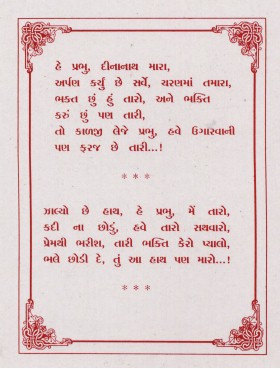 હે પ્રભુ, દીનાનાથ મારા,
અર્પણ કર્યું છે સર્વે, ચરણમાં તમારા,
ભકત છું હું તારો, અને ભક્તિ
કરું છું પણ તારી,
તો કાળજી લેજે પ્રભુ, હવે ઉગારવાની
પણ ફરજ છે તારી...!
* * *
ઝાલ્યો છે હાથ, હે પ્રભુ, મેં તારો,
કદી ના છોડું, હવે તારો સથવારો,
પ્રેમથી ભરીશ, તારી ભક્તિ કેરો પ્યાલો,
ભલે છોડી દે, તું આ હાથ પણ મારો...!
* * *